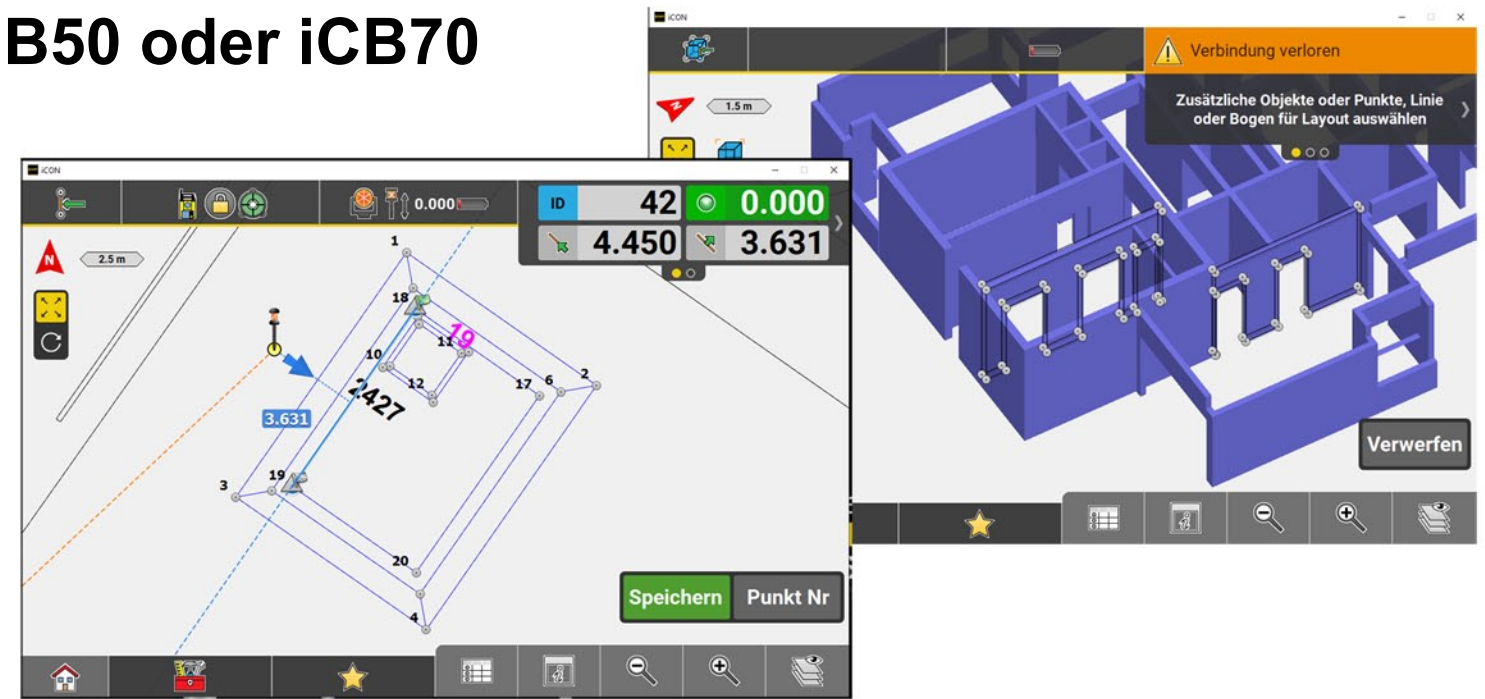 B50 oder iCB70
iCON
Verbindung verloren
Zusätzliche Objekte oder Punkte, Linie
oder Bogen für Layout auswählen
N
1.5 m
Verwerfen
iCON
0.000
ID
42
0.000
4.450
3.631
N
2.5 m
1
18
19
11
10
12
17
6
2
2427
3.631
19
3
20
4
Speichern
Punkt Nr